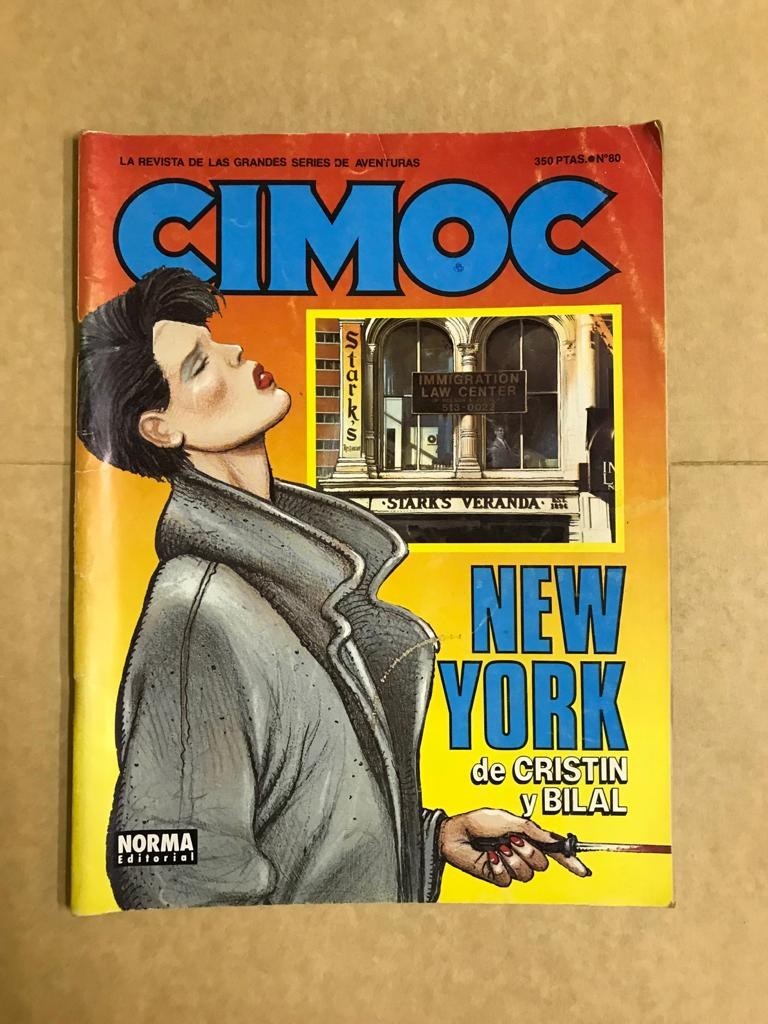 LA REVISTA DE LAS GRANDES SERIES DE AVENTURAS
350 PTAS.●Nº80
CIMOC
Stark's
IMMIGRATION
LAW CENTER
513-0023
·STARKS VERANDA·
NEW
YORK
de CRISTIN
y BILAL
NORMA
Editorial